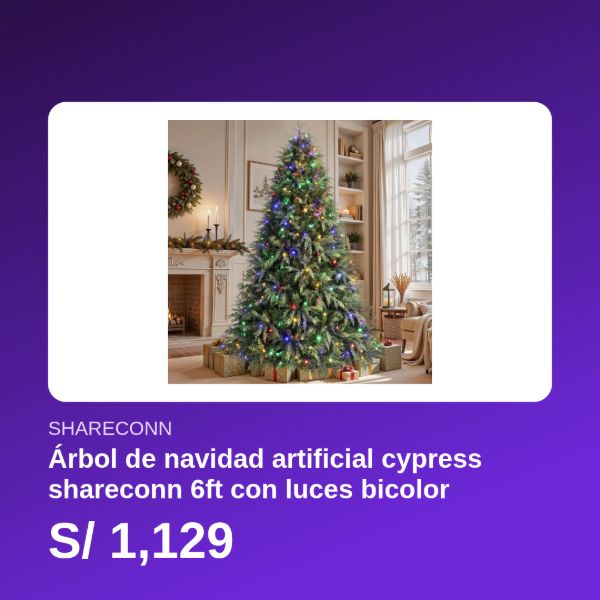 SHARECONN
Árbol de navidad artificial cypress
shareconn 6ft con luces bicolor
S/ 1,129